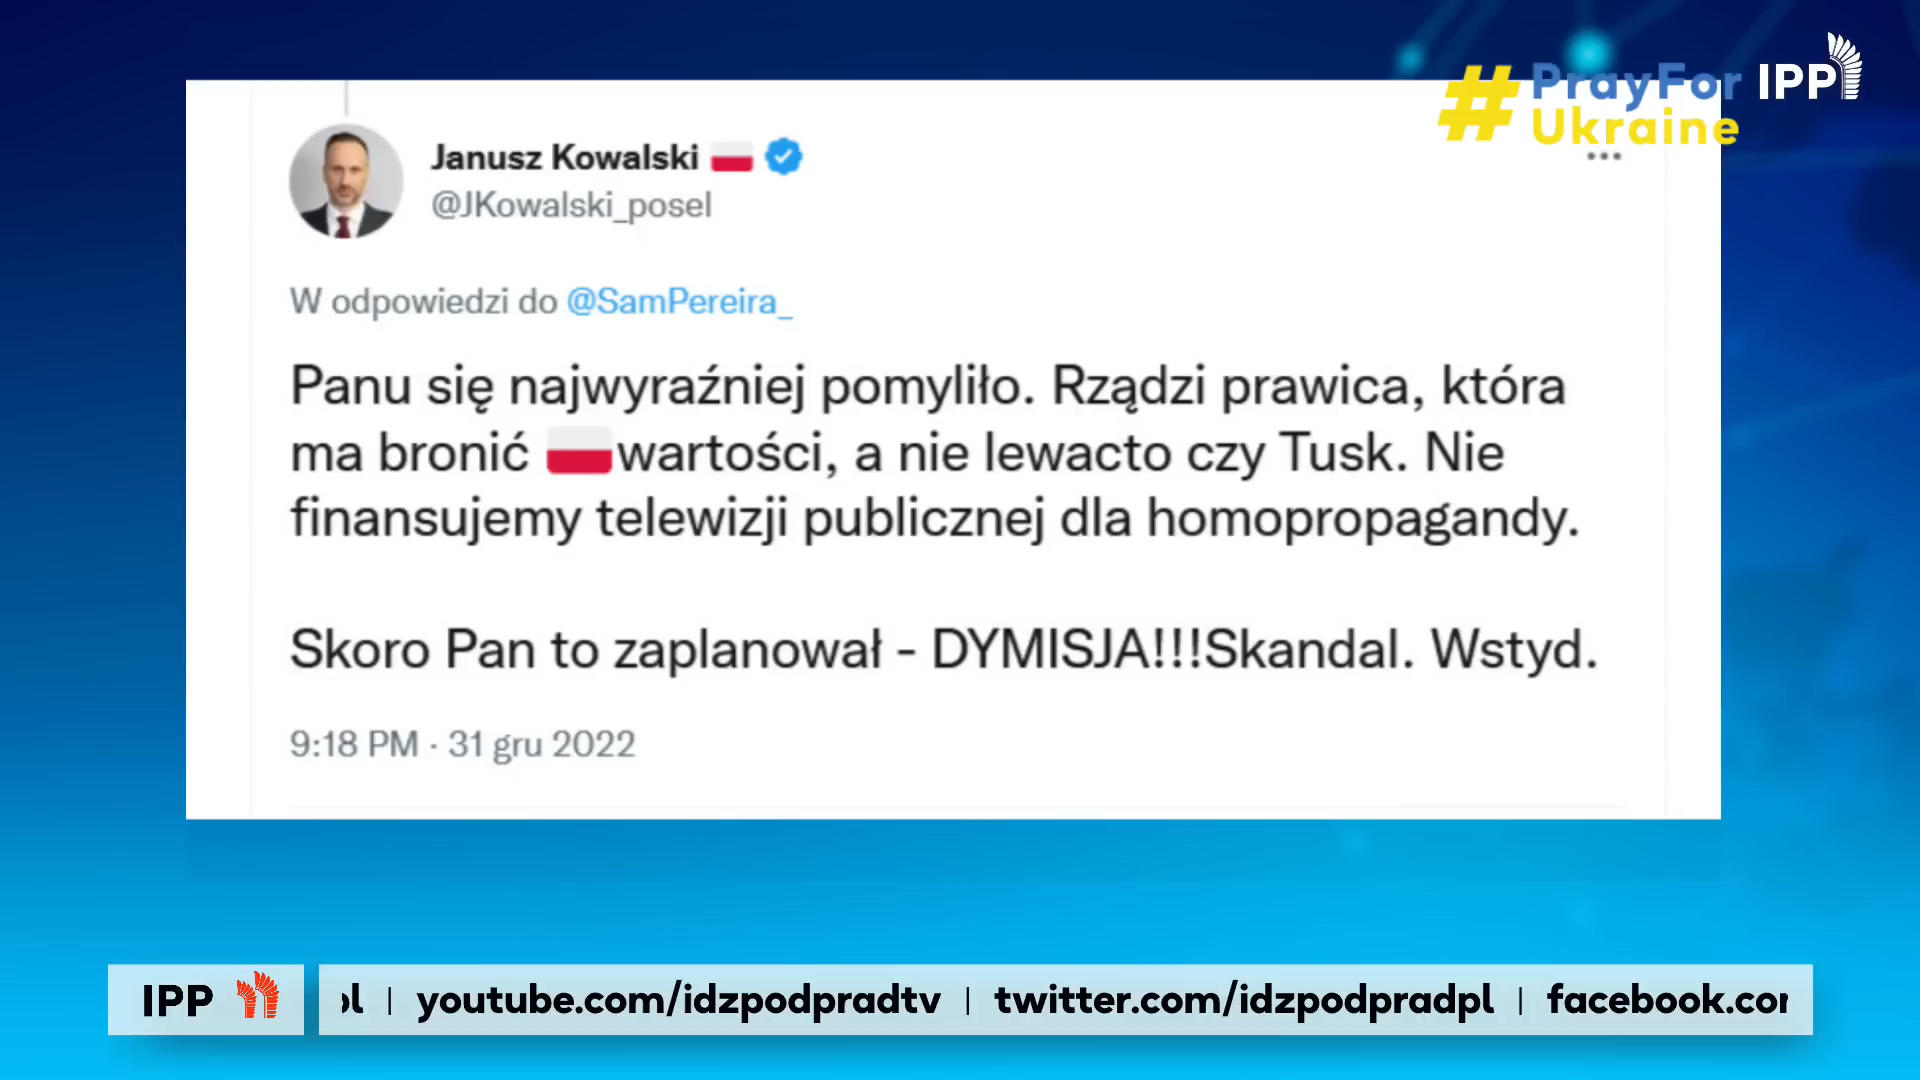 #PrayFor
Ukraine
IPP
Janusz Kowalski
@JKowalski_posel
W odpowiedzi do @SamPereira_
Panu się najwyraźniej pomyliło. Rządzi prawica, która
ma bronić wartości, a nie lewacto czy Tusk. Nie
finansujemy telewizji publicznej dla homopropagandy.
Skoro Pan to zaplanował - DYMISJA!!!Skandal. Wstyd.
9:18 PM · 31 gru 2022
IPP
pl | youtube.com/idzpodpradtv | twitter.com/idzpodpradpl | facebook.com